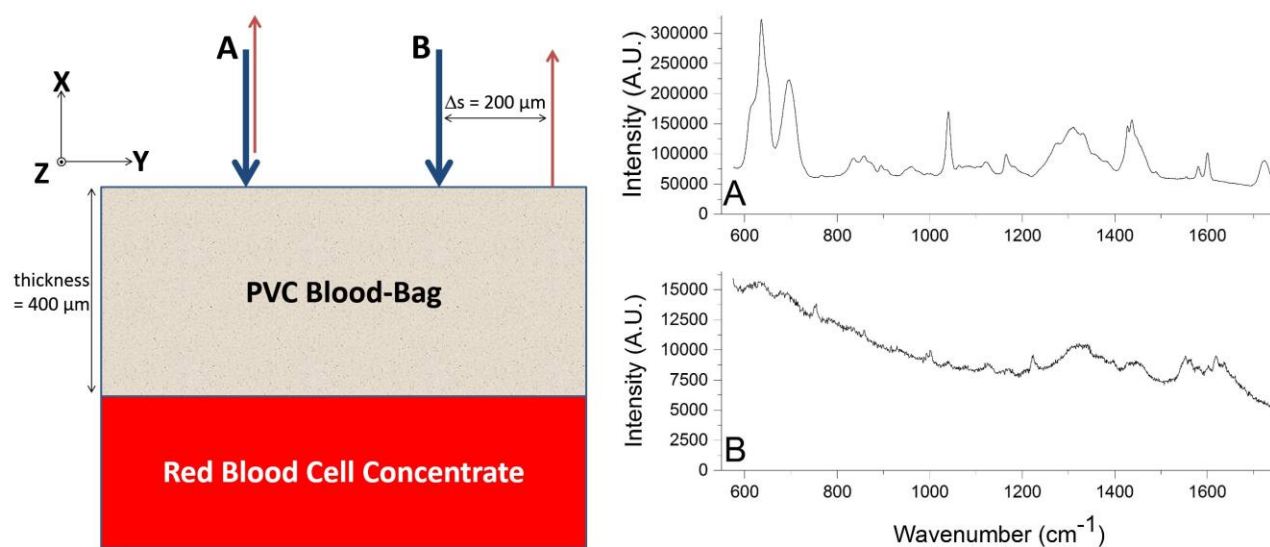 A
B
X
Z
Y
Δs = 200 µm
thickness
= 400 µm
PVC Blood-Bag
Red Blood Cell Concentrate
Intensity (A.U.)
300000
250000
200000
150000
100000
50000
0
A
600 800 1000 1200 1400 1600
Intensity (A.U.)
15000
12500
10000
7500
5000
2500
0
B
600 800 1000 1200 1400 1600
Wavenumber (cm⁻¹)